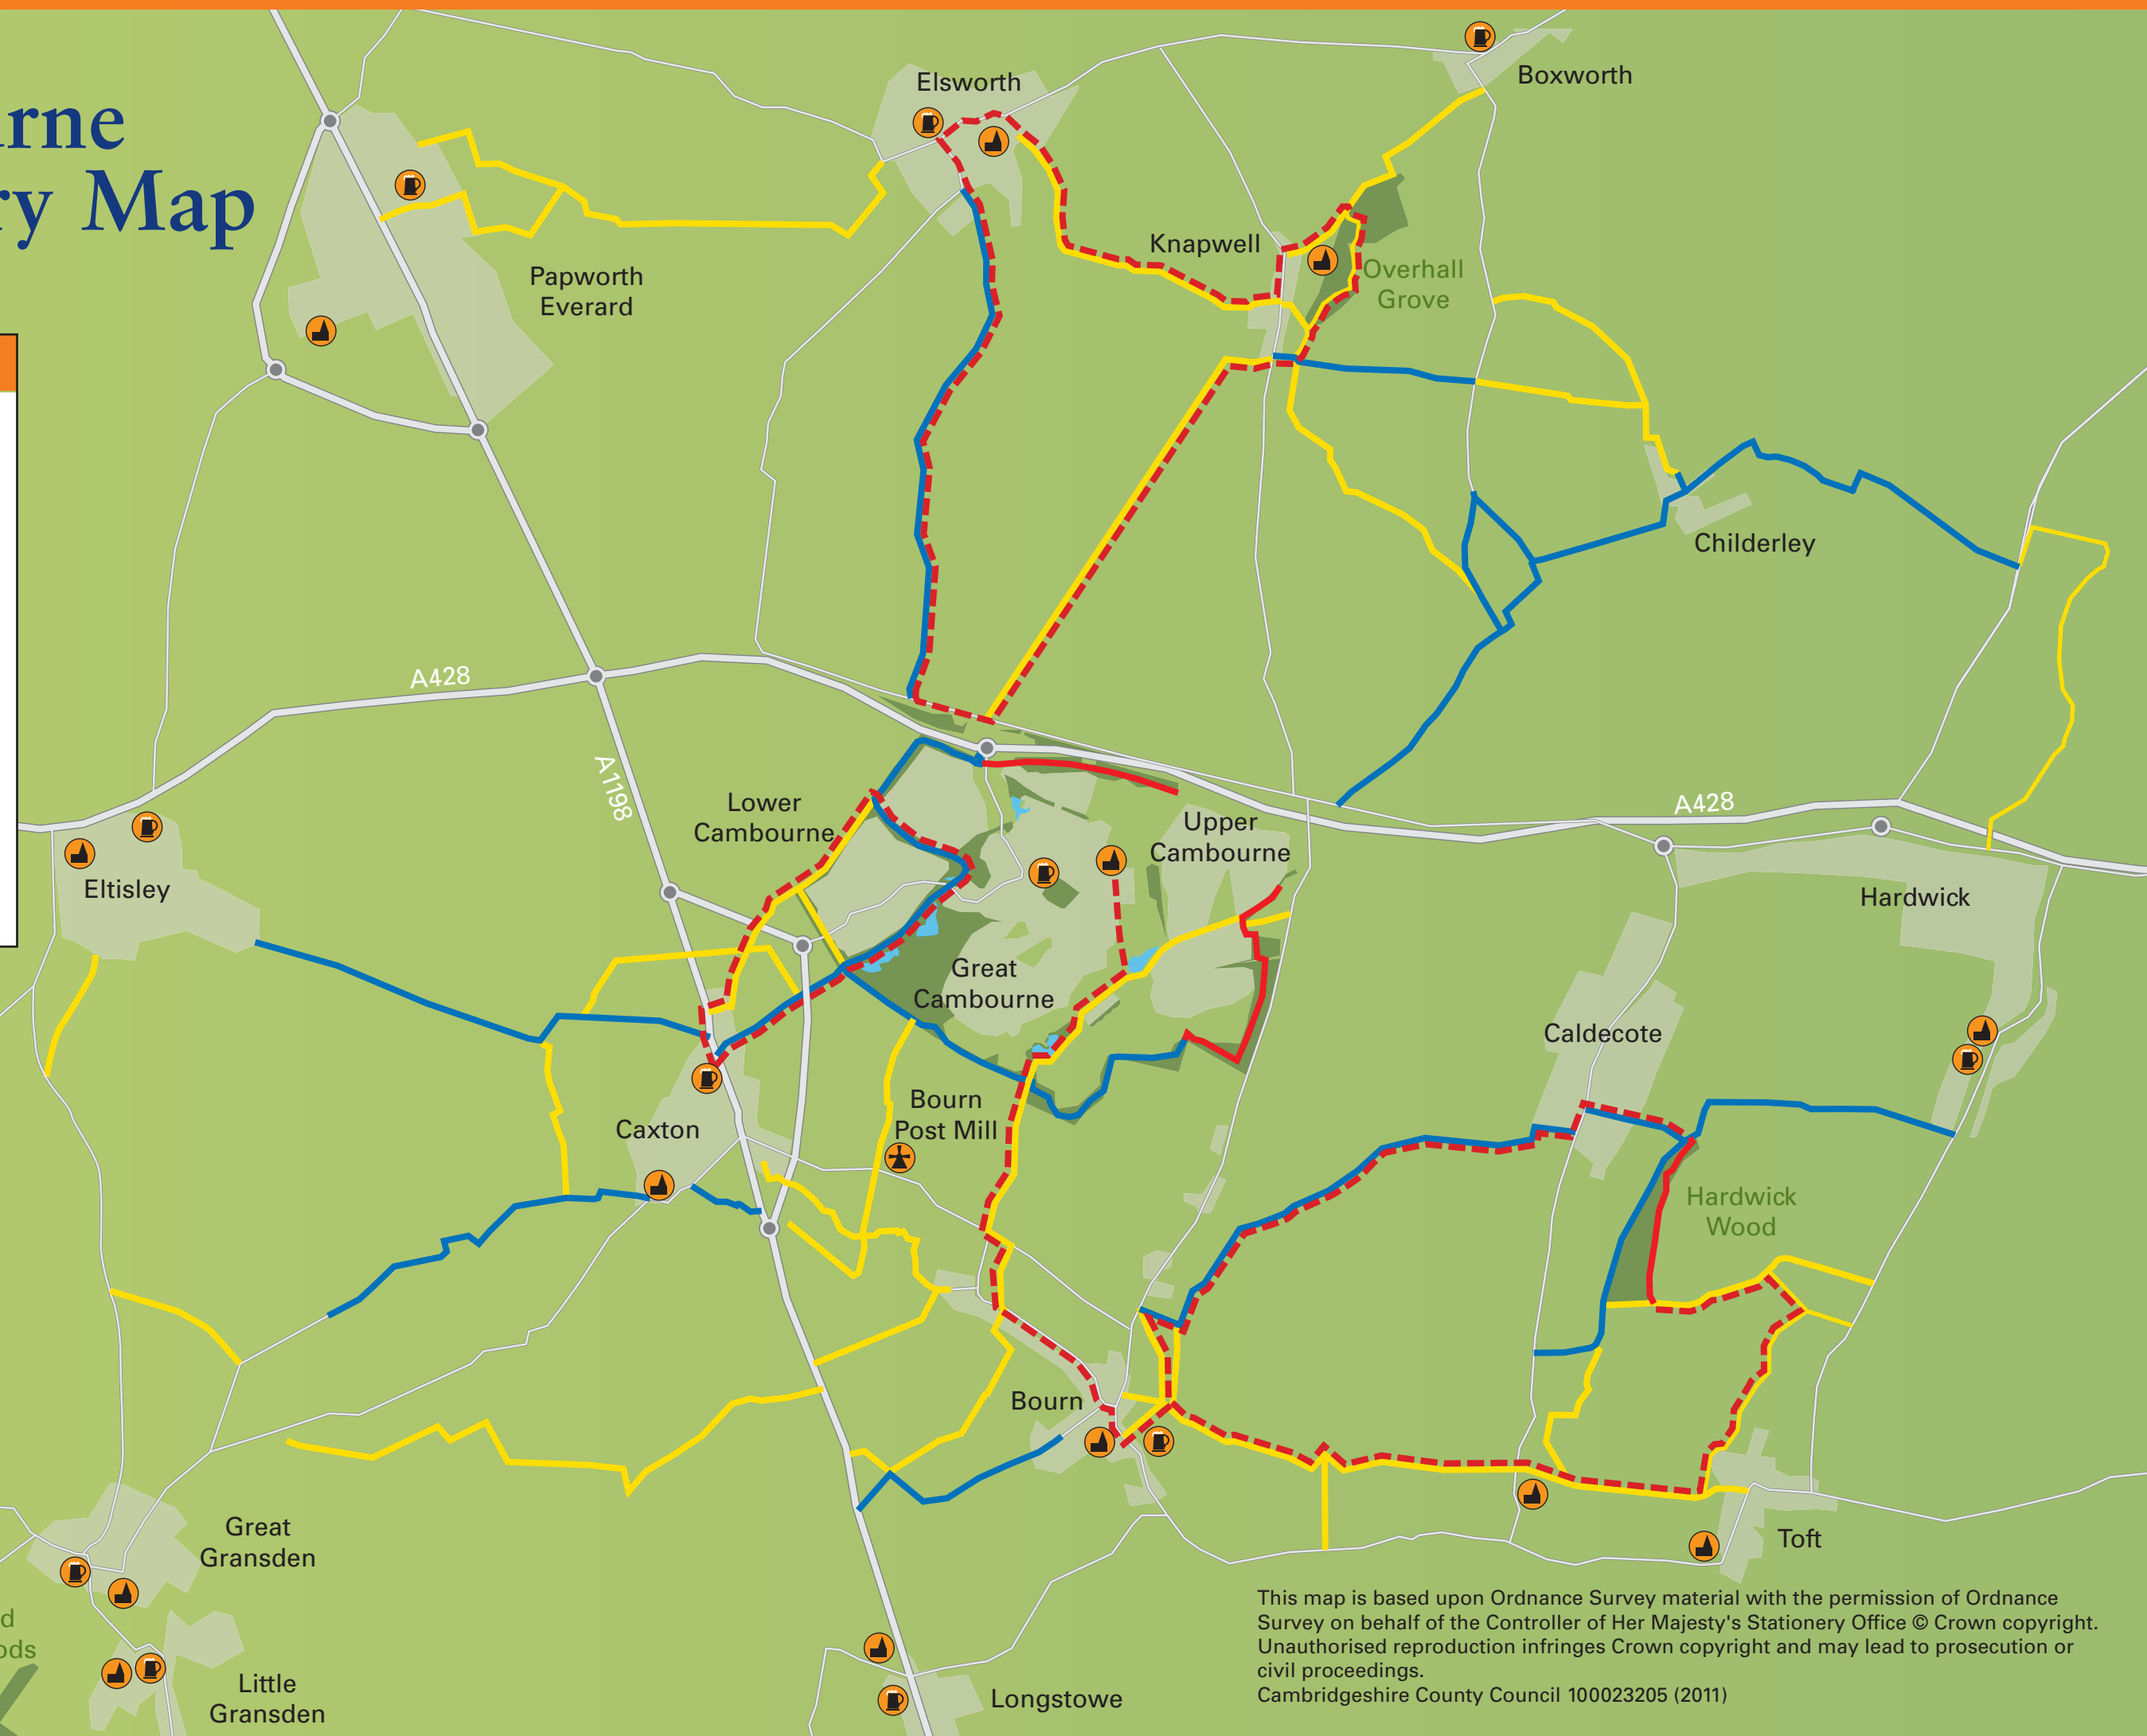 Map
Elsworth
Boxworth
Papworth
Everard
Knapwell
Overhall
Grove
Childerley
A428
A1198
Lower
Cambourne
Upper
Cambourne
A428
Eltisley
Hardwick
Great
Cambourne
Caldecote
Bourn
Post Mill
Caxton
Hardwick
Wood
Bourn
Great
Gransden
Toft
Little
Gransden
Longstowe
This map is based upon Ordnance Survey material with the permission of Ordnance
Survey on behalf of the Controller of Her Majesty's Stationery Office © Crown copyright.
Unauthorised reproduction infringes Crown copyright and may lead to prosecution or
civil proceedings.
Cambridgeshire County Council 100023205 (2011)